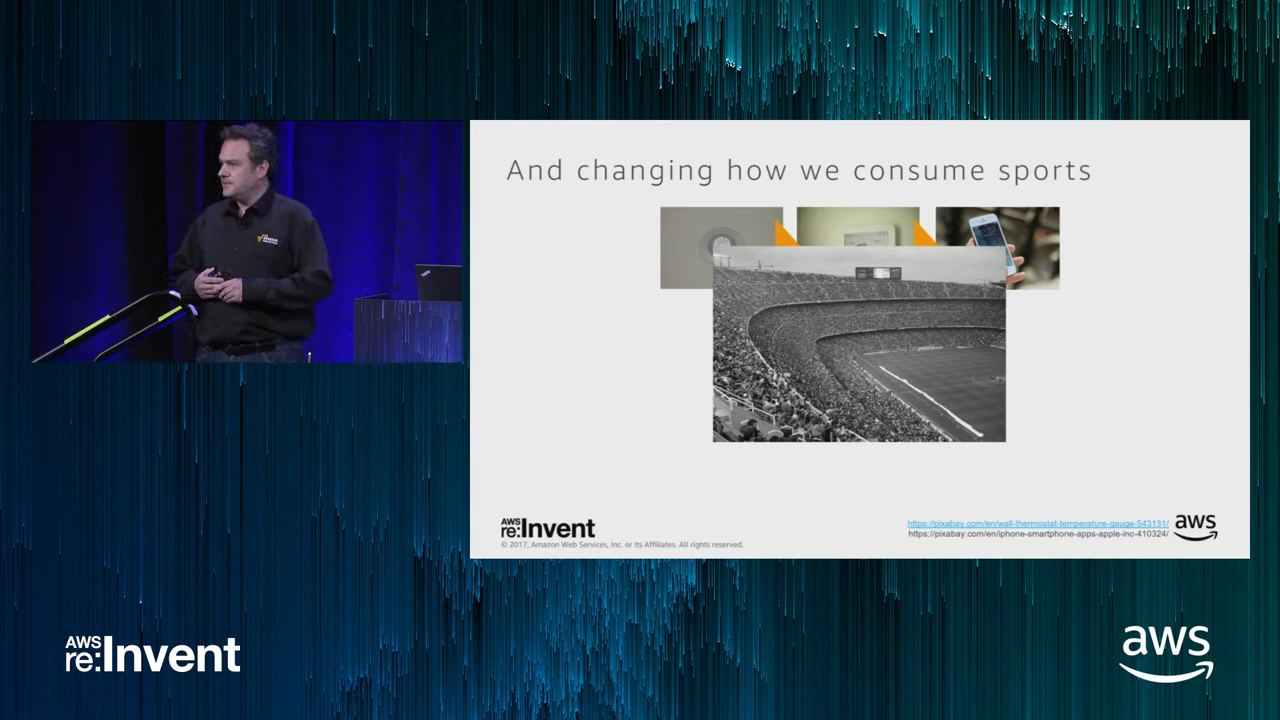 And changing how we consume sports
AWS
re:Invent
© 2017, Amazon Web Services, Inc. or its Affiliates. All rights reserved.
https://pixabay.com/en/wall-thermostat-temperature-gauge-543131/
https://pixabay.com/en/iphone-smartphone-apps-apple-inc-410324/
aws
AWS
re:Invent
aws